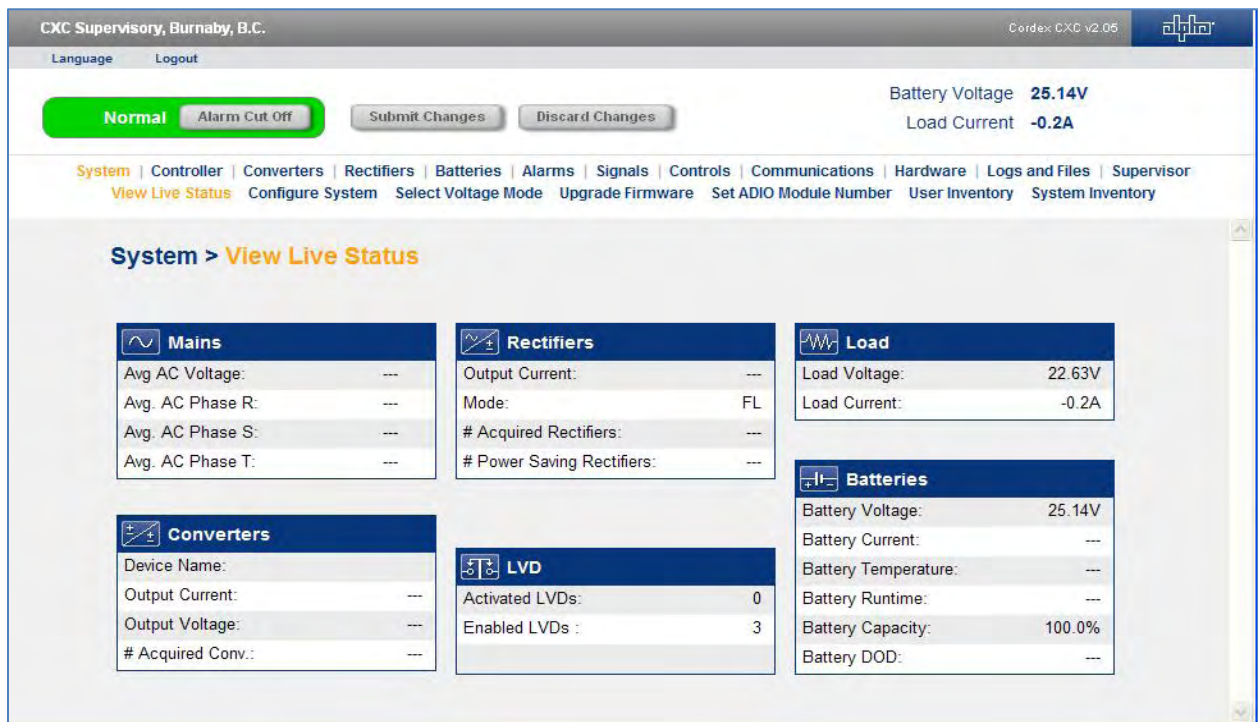 CXC Supervisory, Burnaby, B.C. Cordex CXC v2.05 alpha
Language Logout
Normal Alarm Cut Off Submit Changes Discard Changes
Battery Voltage 25.14V
Load Current -0.2A
System | Controller | Converters | Rectifiers | Batteries | Alarms | Signals | Controls | Communications | Hardware | Logs and Files | Supervisor
View Live Status Configure System Select Voltage Mode Upgrade Firmware Set ADIO Module Number User Inventory System Inventory
System > View Live Status
Mains
Avg AC Voltage: ---
Avg. AC Phase R: ---
Avg. AC Phase S: ---
Avg. AC Phase T: ---
Rectifiers
Output Current: ---
Mode: FL
# Acquired Rectifiers: ---
# Power Saving Rectifiers: ---
Load
Load Voltage: 22.63V
Load Current: -0.2A
Converters
Device Name:
Output Current: ---
Output Voltage: ---
# Acquired Conv.: ---
LVD
Activated LVDs: 0
Enabled LVDs : 3
Batteries
Battery Voltage: 25.14V
Battery Current: ---
Battery Temperature: ---
Battery Runtime: ---
Battery Capacity: 100.0%
Battery DOD: ---